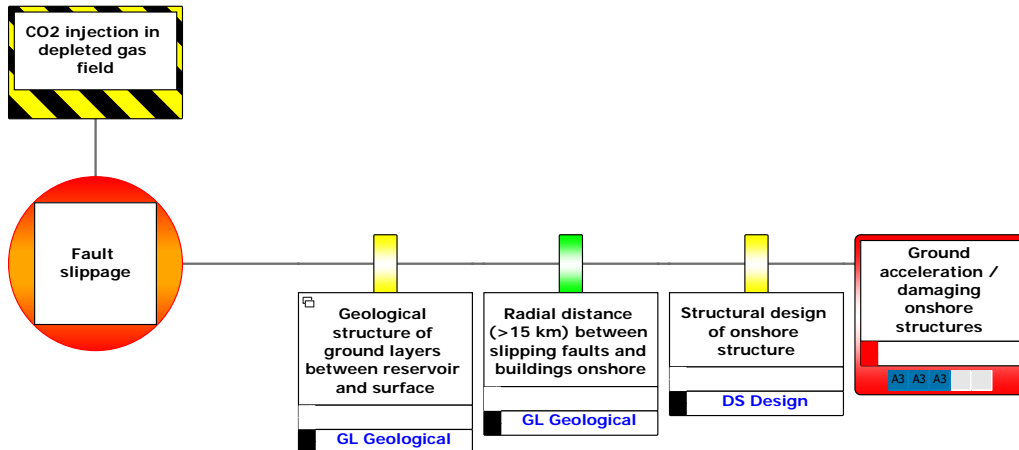 CO2 injection in
depleted gas
field
Fault
slippage
Geological
structure of
ground layers
between reservoir
and surface
GL Geological
Radial distance
(>15 km) between
slipping faults and
buildings onshore
GL Geological
Structural design
of onshore
structure
DS Design
Ground
acceleration /
damaging
onshore
structures
A3 A3 A3